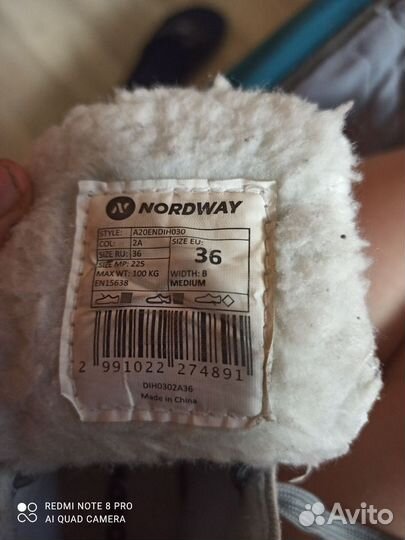 NORDWAY
STYLE: A20ENDIH030
COL: 2A SIZE EU:
SIZE RU: 36 36
SIZE MP: 225
MAX WT: 100 KG WIDTH: B
EN15638 MEDIUM
2 991022 274891
DIH0302A36
Made in China
REDMI NOTE 8 PRO
AI QUAD CAMERA
Avito